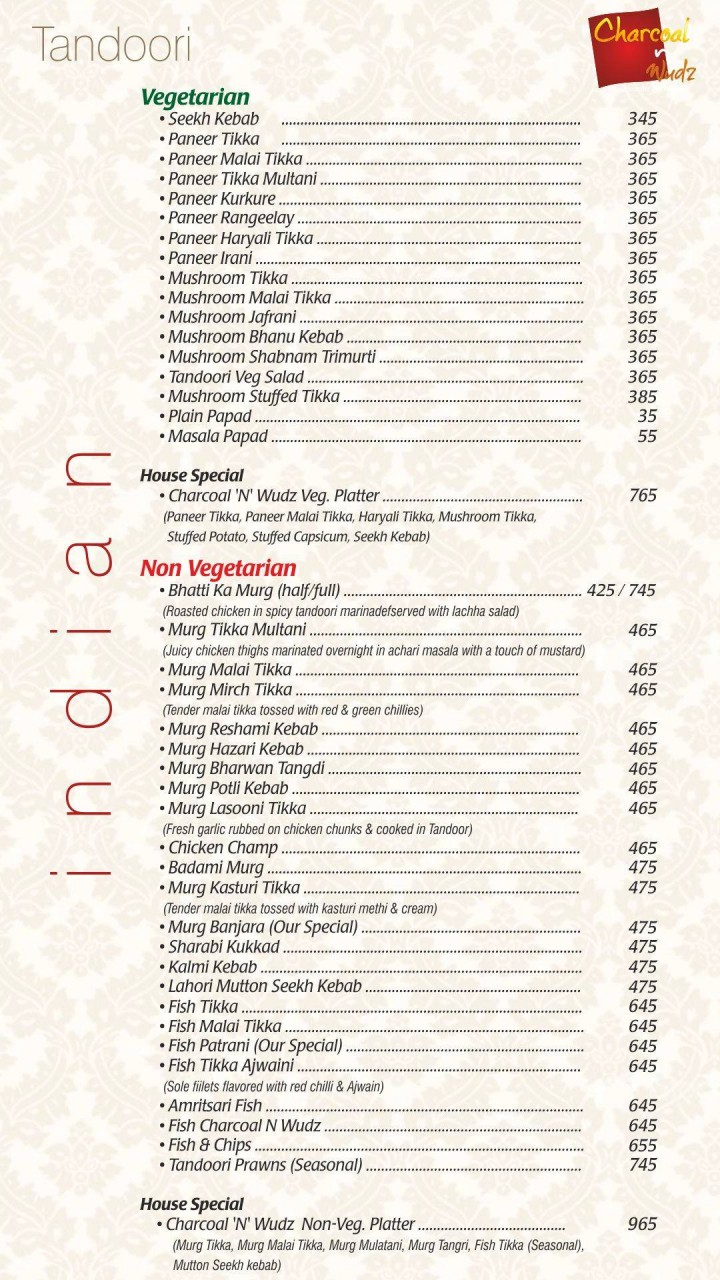 Tandoori
Charcoal
n
Wudz
indian
Vegetarian
• Seekh Kebab ........................ 345
• Paneer Tikka ........................ 365
• Paneer Malai Tikka ........................ 365
• Paneer Tikka Multani ........................ 365
• Paneer Kurkure ........................ 365
• Paneer Rangeelay ........................ 365
• Paneer Haryali Tikka ........................ 365
• Paneer Irani ........................ 365
• Mushroom Tikka ........................ 365
• Mushroom Malai Tikka ........................ 365
• Mushroom Jafrani ........................ 365
• Mushroom Bhanu Kebab ........................ 365
• Mushroom Shabnam Trimurti ........................ 365
• Tandoori Veg Salad ........................ 365
• Mushroom Stuffed Tikka ........................ 385
• Plain Papad ........................ 35
• Masala Papad ........................ 55
House Special
• Charcoal 'N' Wudz Veg. Platter ........................ 765
(Paneer Tikka, Paneer Malai Tikka, Haryali Tikka, Mushroom Tikka,
Stuffed Potato, Stuffed Capsicum, Seekh Kebab)
Non Vegetarian
• Bhatti Ka Murg (half/full) ........................ 425 / 745
(Roasted chicken in spicy tandoori marinadefserved with lachha salad)
• Murg Tikka Multani ........................ 465
(Juicy chicken thighs marinated overnight in achari masala with a touch of mustard)
• Murg Malai Tikka ........................ 465
• Murg Mirch Tikka ........................ 465
(Tender malai tikka tossed with red & green chillies)
• Murg Reshami Kebab ........................ 465
• Murg Hazari Kebab ........................ 465
• Murg Bharwan Tangdi ........................ 465
• Murg Potli Kebab ........................ 465
• Murg Lasooni Tikka ........................ 465
(Fresh garlic rubbed on chicken chunks & cooked in Tandoor)
• Chicken Champ ........................ 465
• Badami Murg ........................ 475
• Murg Kasturi Tikka ........................ 475
(Tender malai tikka tossed with kasturi methi & cream)
• Murg Banjara (Our Special) ........................ 475
• Sharabi Kukkad ........................ 475
• Kalmi Kebab ........................ 475
• Lahori Mutton Seekh Kebab ........................ 475
• Fish Tikka ........................ 645
• Fish Malai Tikka ........................ 645
• Fish Patrani (Our Special) ........................ 645
• Fish Tikka Ajwaini ........................ 645
(Sole fiilets flavored with red chilli & Ajwain)
• Amritsari Fish ........................ 645
• Fish Charcoal N Wudz ........................ 645
• Fish & Chips ........................ 655
• Tandoori Prawns (Seasonal) ........................ 745
House Special
• Charcoal 'N' Wudz Non-Veg. Platter ........................ 965
(Murg Tikka, Murg Malai Tikka, Murg Mulatani, Murg Tangri, Fish Tikka (Seasonal),
Mutton Seekh kebab)